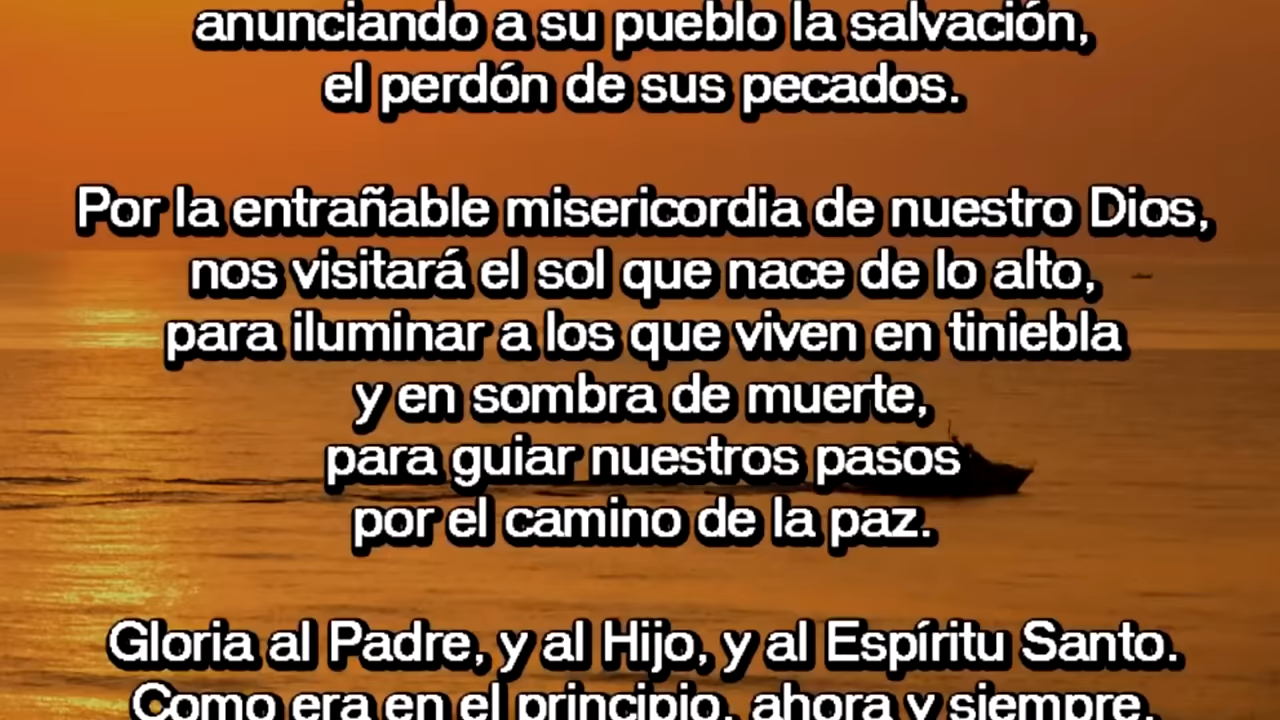 anunciando a su pueblo la salvación,
el perdón de sus pecados.
Por la entrañable misericordia de nuestro Dios,
nos visitará el sol que nace de lo alto,
para iluminar a los que viven en tiniebla
y en sombra de muerte,
para guiar nuestros pasos
por el camino de la paz.
Gloria al Padre, y al Hijo, y al Espíritu Santo.
Como era en el principio, ahora y siempre,